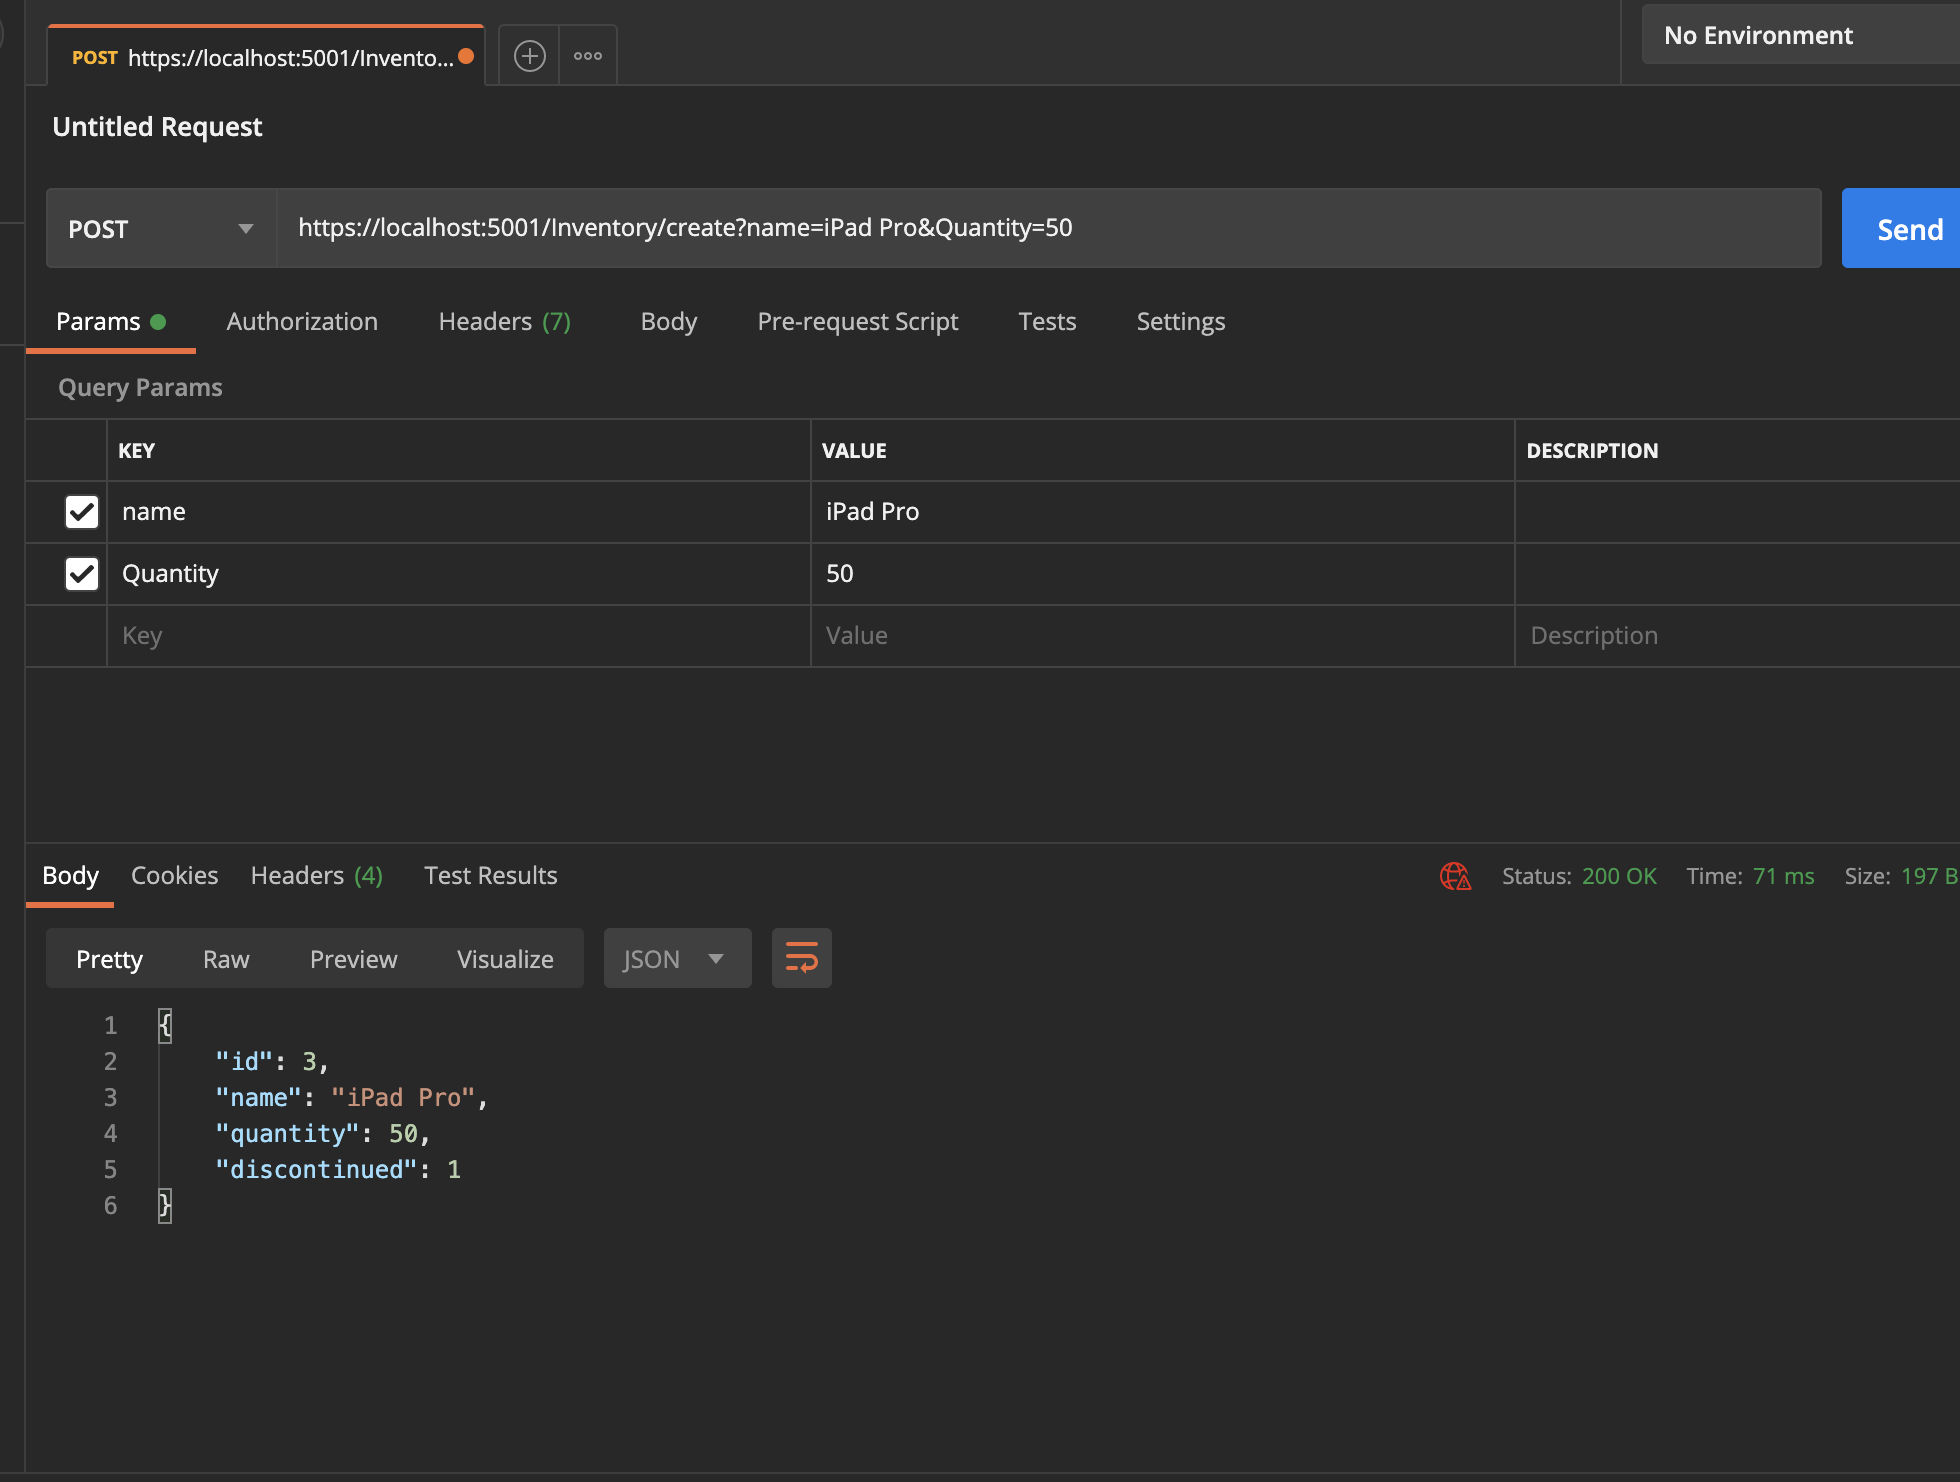 POST https://localhost:5001/Invento...
No Environment
Untitled Request
POST https://localhost:5001/Inventory/create?name=iPad Pro&Quantity=50 Send
Params Authorization Headers (7) Body Pre-request Script Tests Settings
Query Params
KEY VALUE DESCRIPTION
name iPad Pro
Quantity 50
Key Value Description
Body Cookies Headers (4) Test Results Status: 200 OK Time: 71 ms Size: 197 B
Pretty Raw Preview Visualize JSON
1 {
2 "id": 3,
3 "name": "iPad Pro",
4 "quantity": 50,
5 "discontinued": 1
6 }